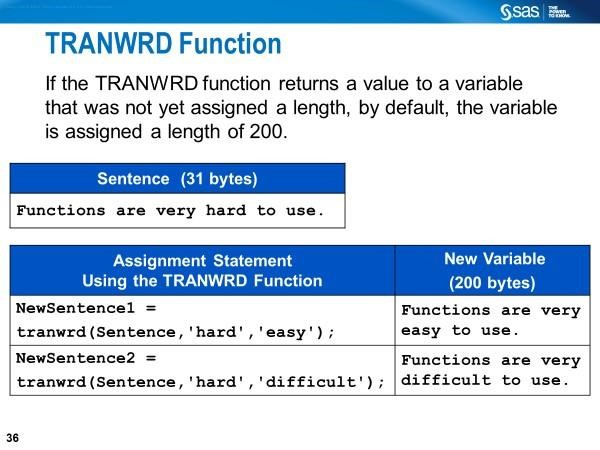 sas
THE
POWER
TO KNOW.
TRANWRD Function
If the TRANWRD function returns a value to a variable
that was not yet assigned a length, by default, the variable
is assigned a length of 200.
Sentence (31 bytes)
Functions are very hard to use.
Assignment Statement
Using the TRANWRD Function
New Variable
(200 bytes)
NewSentence1 =
tranwrd(Sentence,'hard','easy');
Functions are very
easy to use.
NewSentence2 =
tranwrd(Sentence,'hard','difficult');
Functions are very
difficult to use.
36